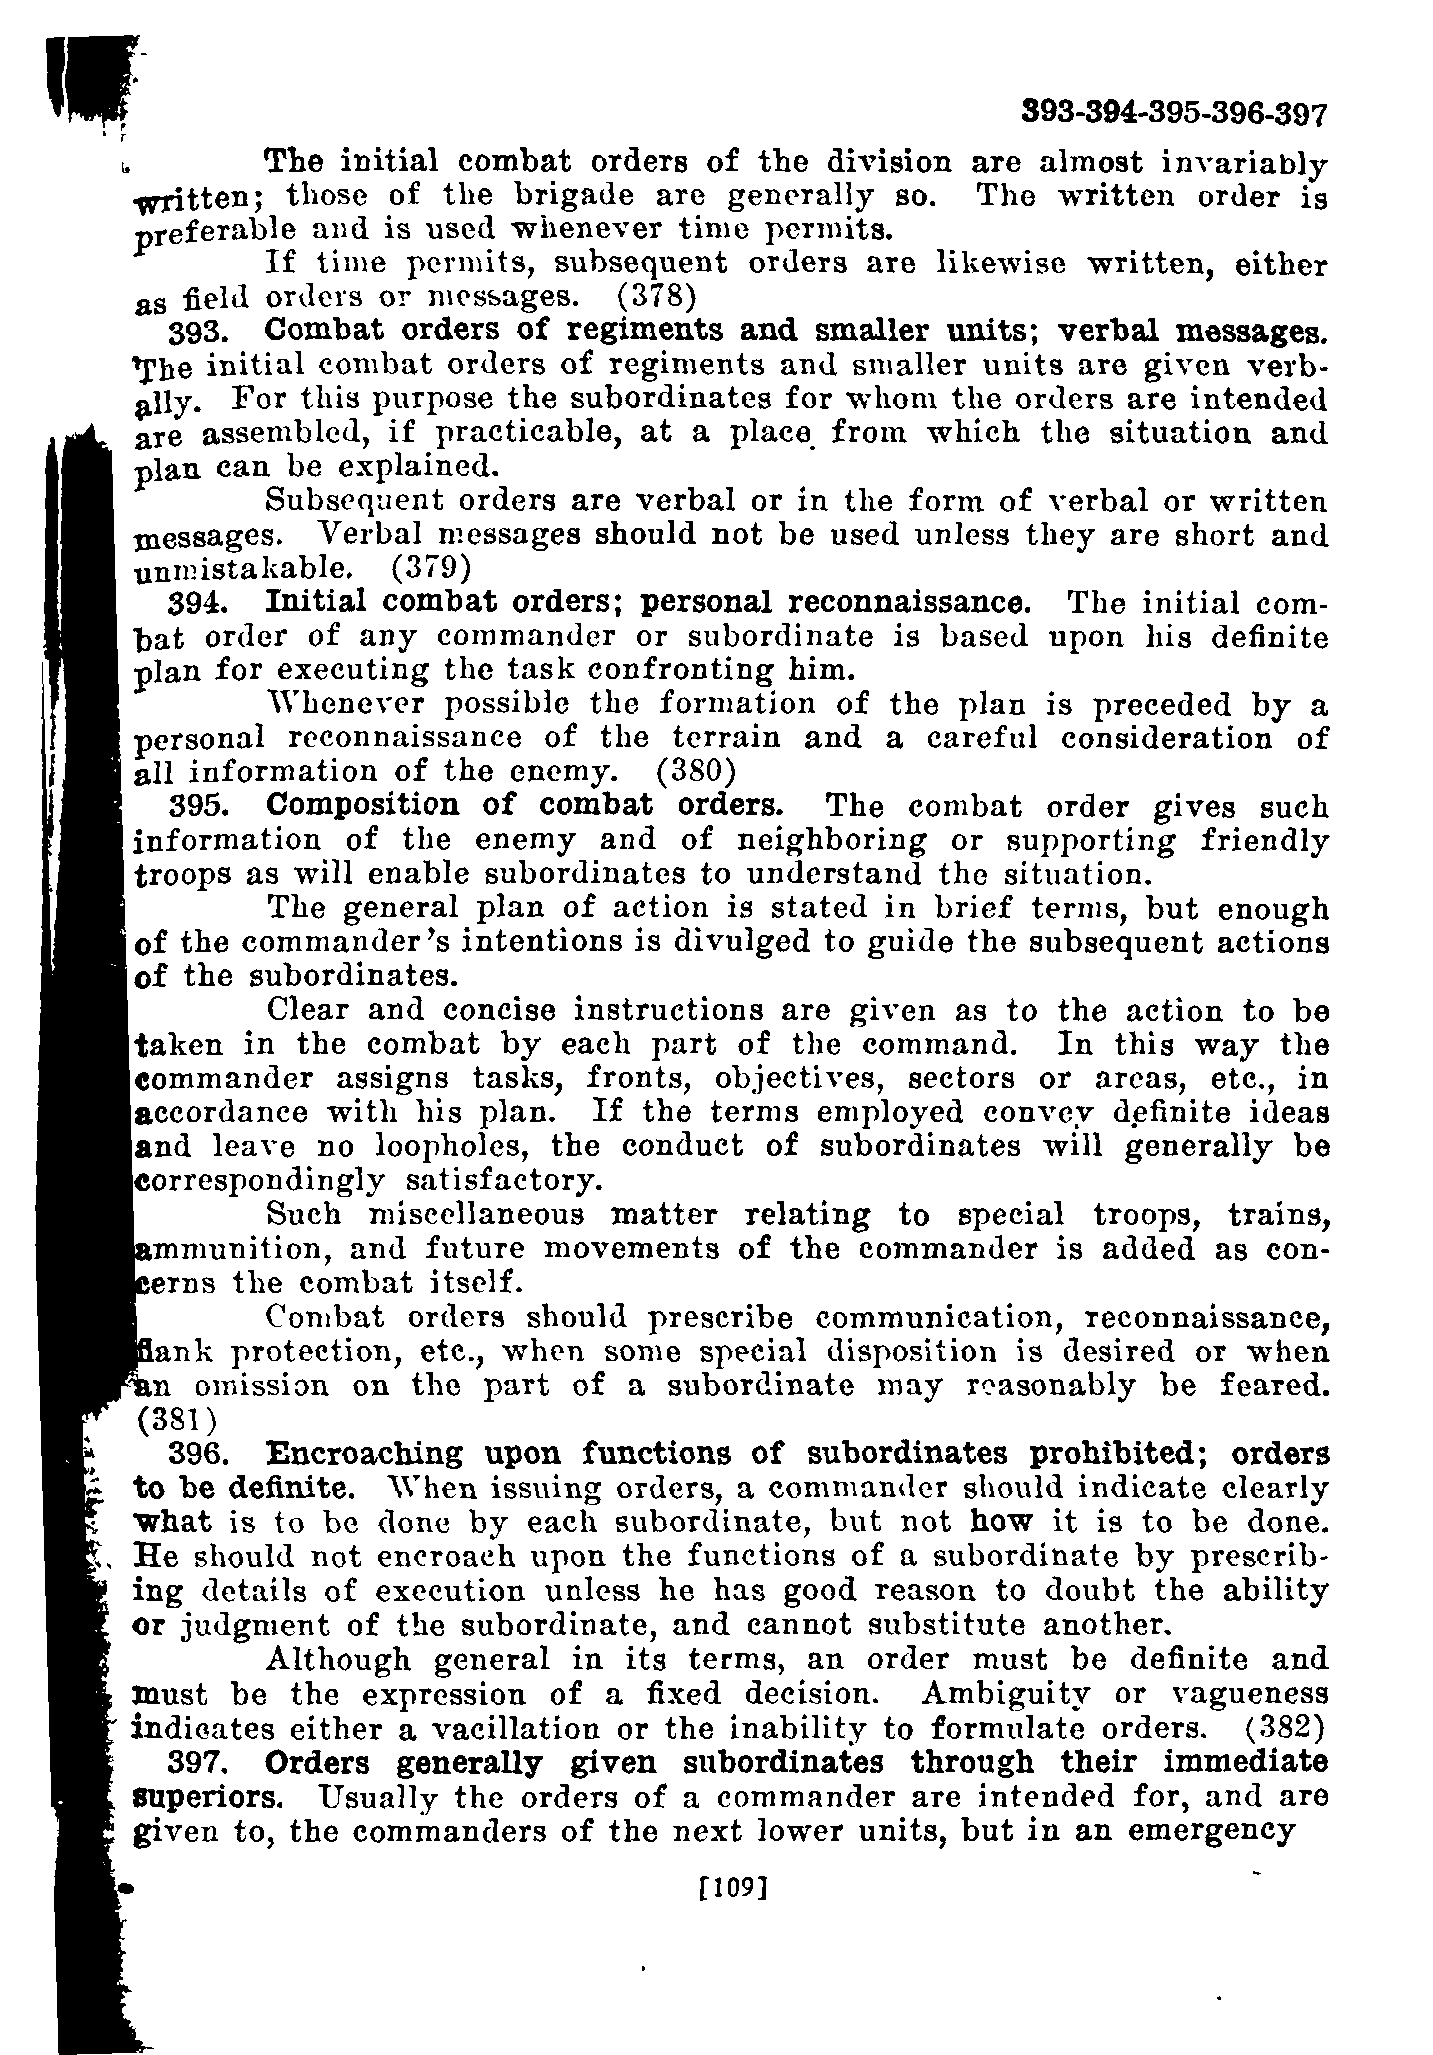 393-394-395-396-397
The initial combat orders of the division are almost invariably
written; those of the brigade are generally so. The written order is
preferable and is used whenever time permits.
If time permits, subsequent orders are likewise written, either
as field orders or messages. (378)
393. Combat orders of regiments and smaller units; verbal messages.
The initial combat orders of regiments and smaller units are given verb-
ally. For this purpose the subordinates for whom the orders are intended
are assembled, if practicable, at a place from which the situation and
plan can be explained.
Subsequent orders are verbal or in the form of verbal or written
messages. Verbal messages should not be used unless they are short and
unmistakable. (379)
394. Initial combat orders; personal reconnaissance. The initial com-
bat order of any commander or subordinate is based upon his definite
plan for executing the task confronting him.
Whenever possible the formation of the plan is preceded by a
personal reconnaissance of the terrain and a careful consideration of
all information of the enemy. (380)
395. Composition of combat orders. The combat order gives such
information of the enemy and of neighboring or supporting friendly
troops as will enable subordinates to understand the situation.
The general plan of action is stated in brief terms, but enough
of the commander's intentions is divulged to guide the subsequent actions
of the subordinates.
Clear and concise instructions are given as to the action to be
taken in the combat by each part of the command. In this way the
commander assigns tasks, fronts, objectives, sectors or areas, etc., in
accordance with his plan. If the terms employed convey definite ideas
and leave no loopholes, the conduct of subordinates will generally be
correspondingly satisfactory.
Such miscellaneous matter relating to special troops, trains,
ammunition, and future movements of the commander is added as con-
cerns the combat itself.
Combat orders should prescribe communication, reconnaissance,
flank protection, etc., when some special disposition is desired or when
an omission on the part of a subordinate may reasonably be feared.
(381)
396. Encroaching upon functions of subordinates prohibited; orders
to be definite. When issuing orders, a commander should indicate clearly
what is to be done by each subordinate, but not how it is to be done.
He should not encroach upon the functions of a subordinate by prescrib-
ing details of execution unless he has good reason to doubt the ability
or judgment of the subordinate, and cannot substitute another.
Although general in its terms, an order must be definite and
must be the expression of a fixed decision. Ambiguity or vagueness
indicates either a vacillation or the inability to formulate orders. (382)
397. Orders generally given subordinates through their immediate
superiors. Usually the orders of a commander are intended for, and are
given to, the commanders of the next lower units, but in an emergency
[109]